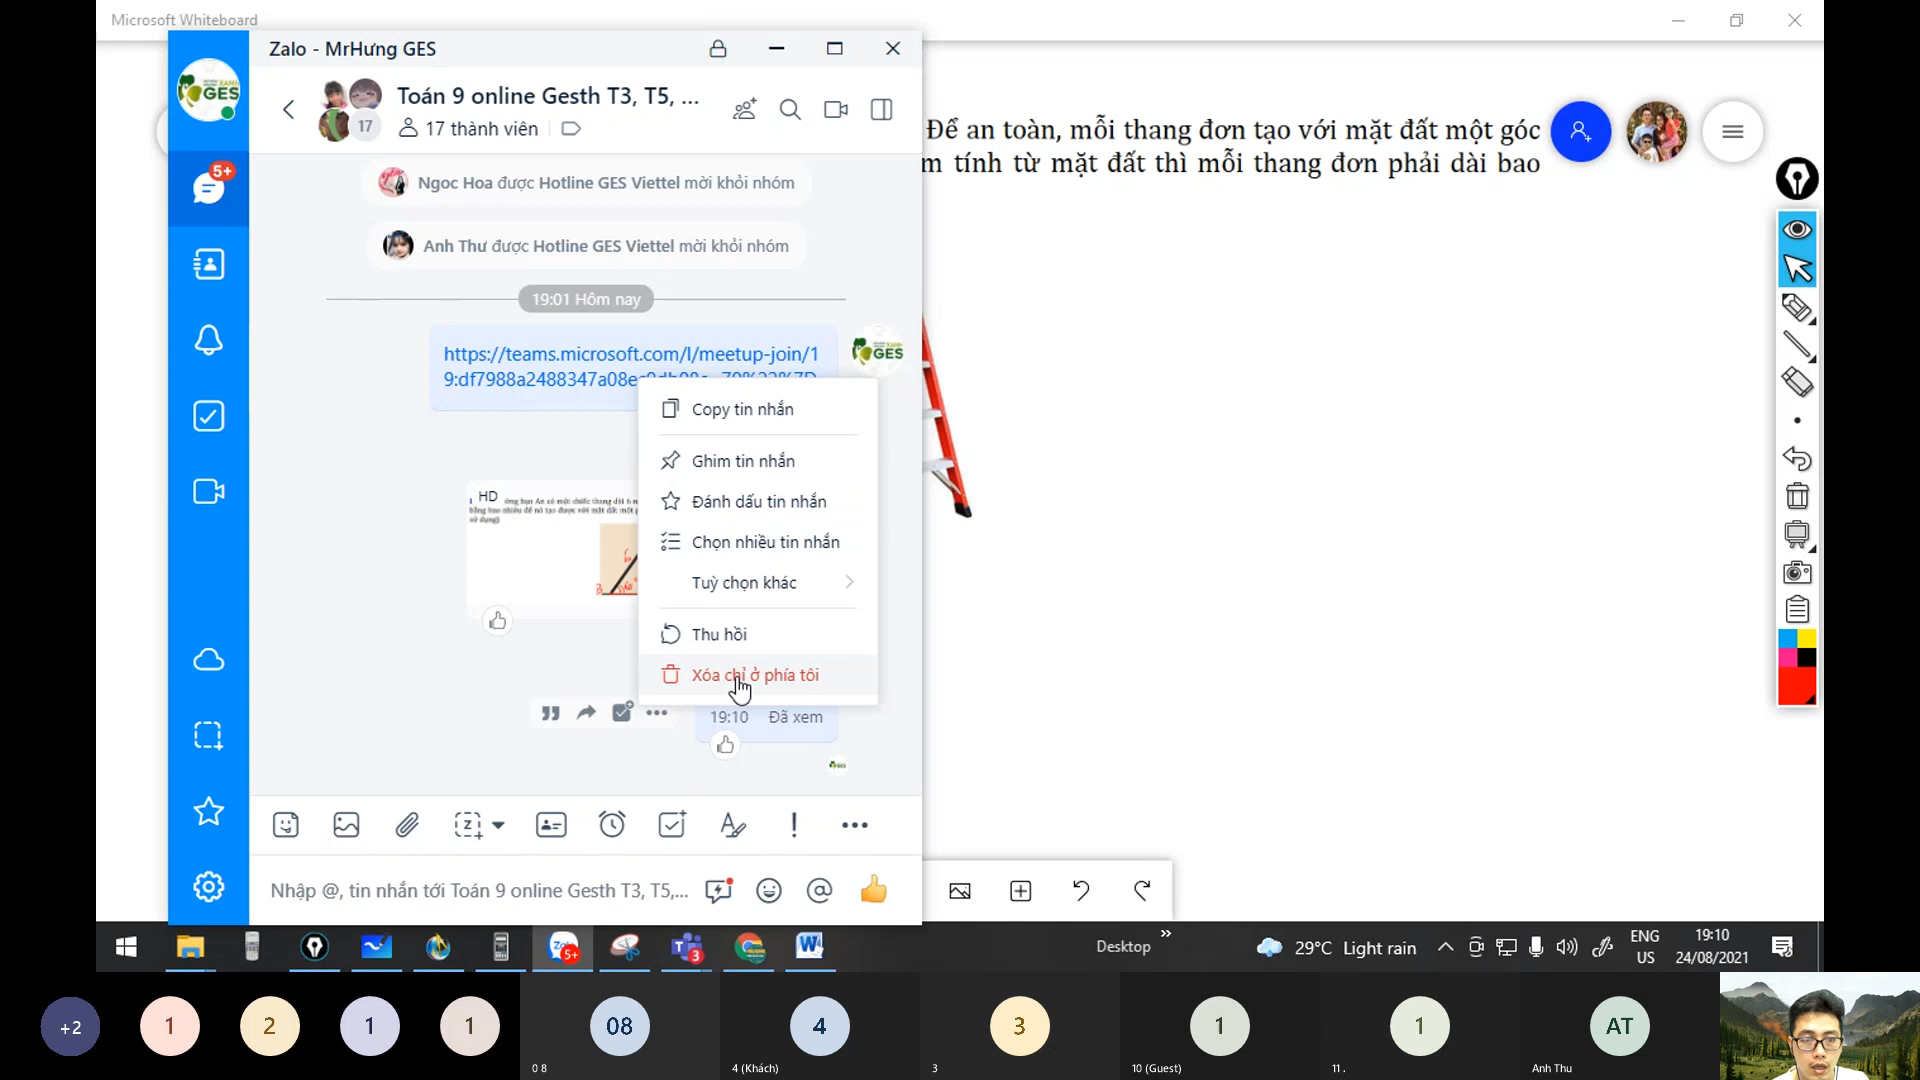 Microsoft Whiteboard
Zalo - MrHưng GES
GES
Toán 9 online Gesth T3, T5, ...
17
17 thành viên
Để an toàn, mỗi thang đơn tạo với mặt đất một góc
m tính từ mặt đất thì mỗi thang đơn phải dài bao
5+
Ngoc Hoa được Hotline GES Viettel mời khỏi nhóm
Anh Thư được Hotline GES Viettel mời khỏi nhóm
19:01 Hôm nay
https://teams.microsoft.com/l/meetup-join/1
GES
Copy tin nhắn
Ghim tin nhắn
Đánh dấu tin nhắn
Chọn nhiều tin nhắn
Tuỳ chọn khác
Thu hồi
Xóa chỉ ở phía tôi
HD
19:10 Đã xem
Nhập @, tin nhắn tới Toán 9 online Gesth T3, T5,...
Desktop
29°C Light rain
ENG
US
19:10
24/08/2021
5+
3
+2
1
2
1
1
08
4
3
1
1
AT
0 8
4 (Khách)
3
10 (Guest)
11 .
Anh Thu